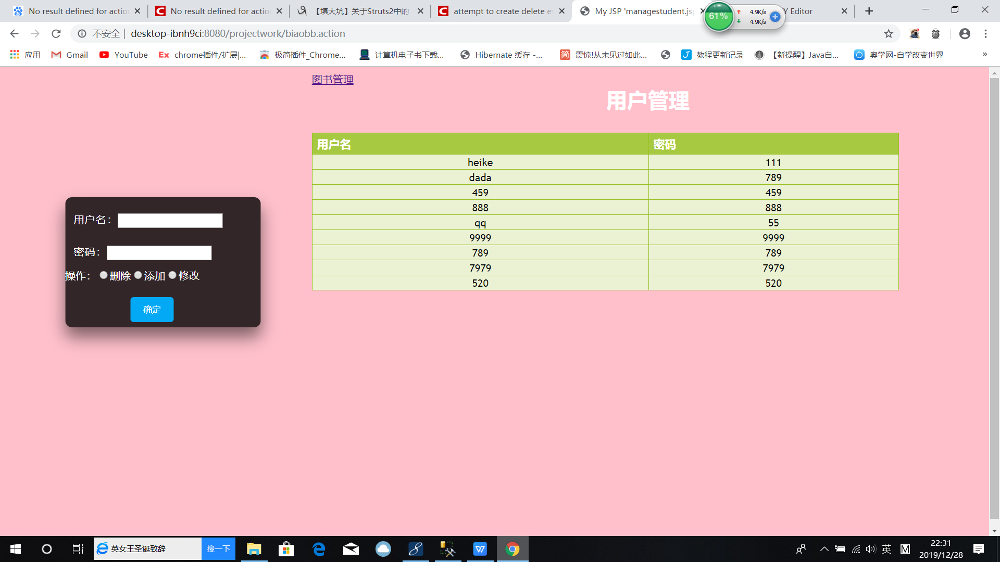 No result defined for actio
No result defined for actio
【填大坑】关于Struts2中的
attempt to create delete e
My JSP 'managestudent.jsp
Y Editor
61%
4.9K/s
4.9K/s
不安全
desktop-ibnh9ci:8080/projectwork/biaobb.action
应用
Gmail
YouTube
Ex chrome插件/扩展|...
极简插件_Chrome...
计算机电子书下载...
Hibernate 缓存 -...
简 震惊!从未见过如此...
教程更新记录
【新提醒】Java自...
奥学网-自学改变世界
»
图书管理
用户管理
用户名 密码
heike 111
dada 789
459 459
888 888
qq 55
9999 9999
789 789
7979 7979
520 520
用户名：
密码：
操作： 删除 添加 修改
确定
英女王圣诞致辞 搜一下
英 M
22:31
2019/12/28